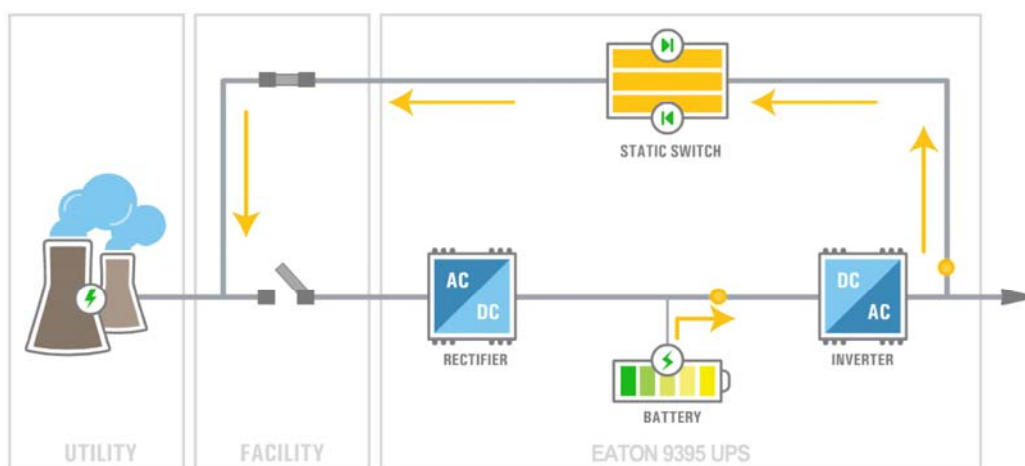 STATIC SWITCH
AC
DC
RECTIFIER
DC
AC
INVERTER
BATTERY
UTILITY
FACILITY
EATON 9395 UPS